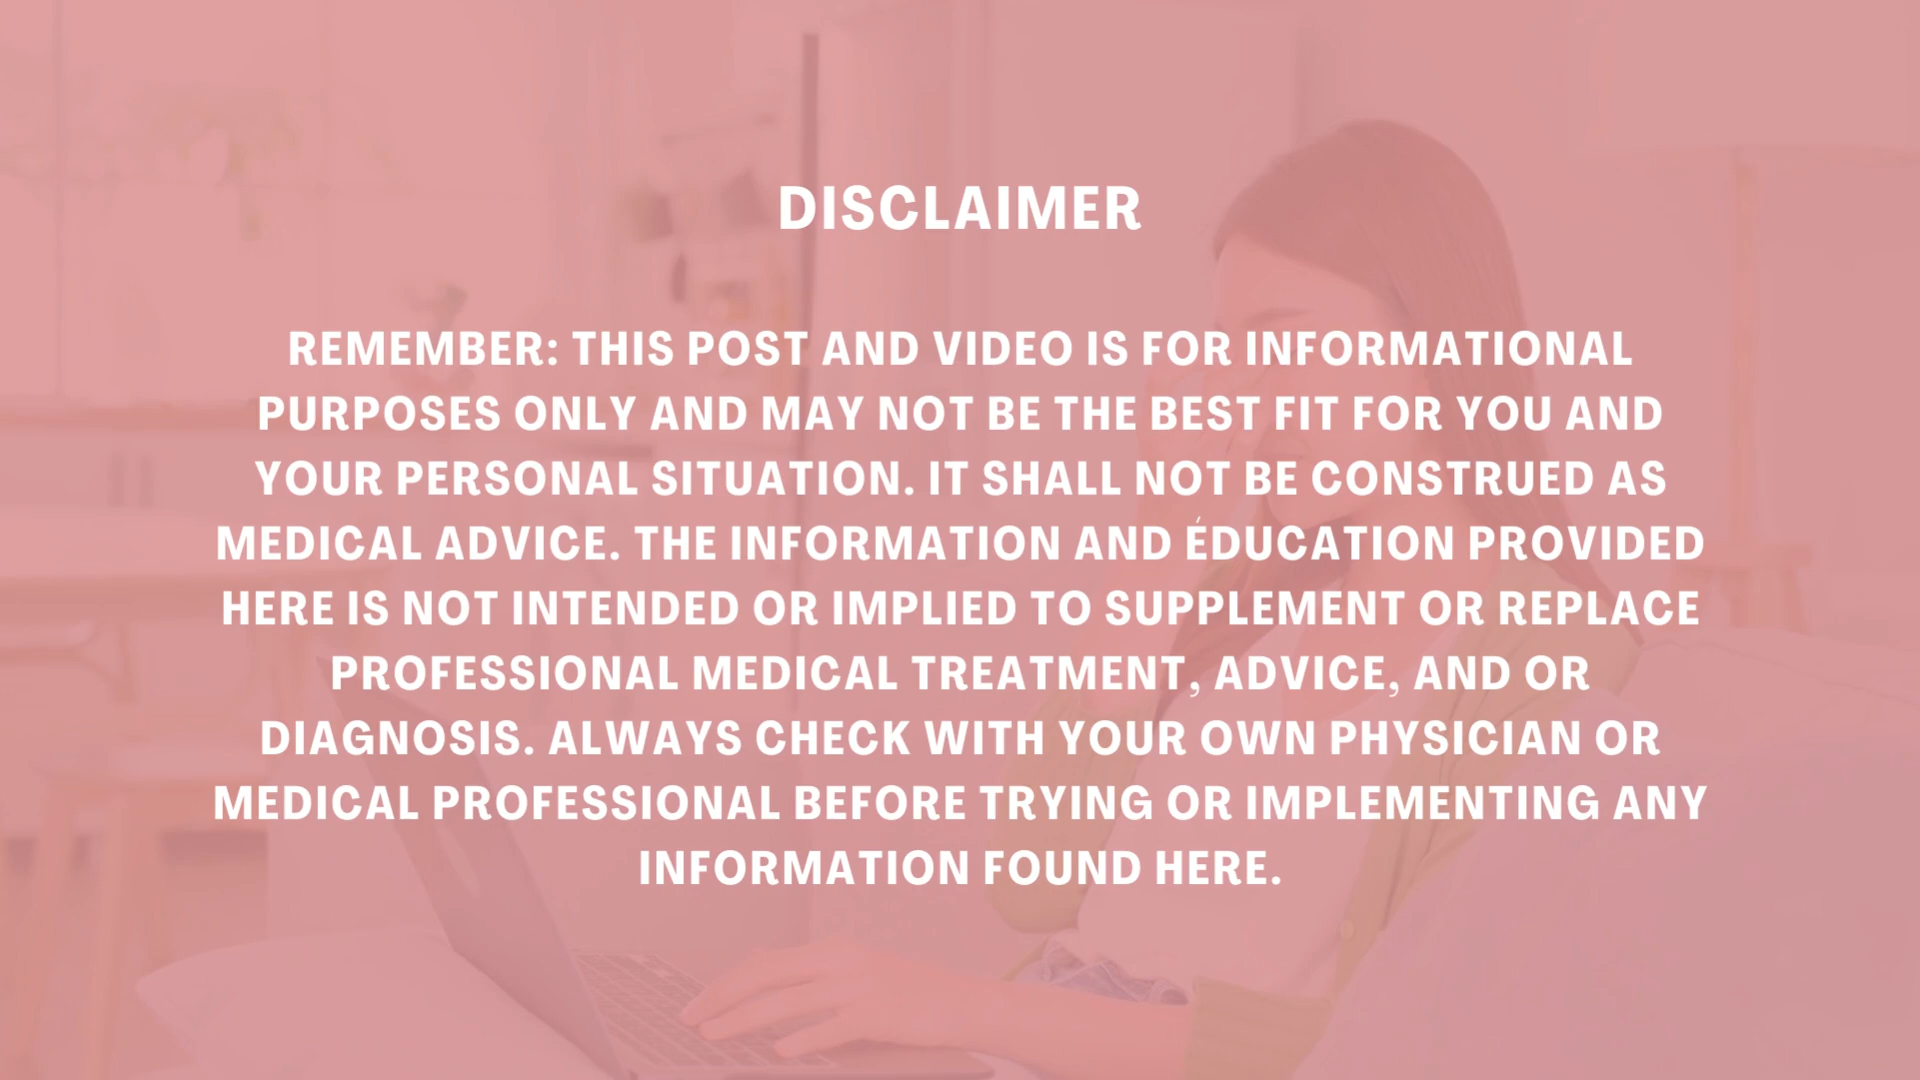 DISCLAIMER
REMEMBER: THIS POST AND VIDEO IS FOR INFORMATIONAL
PURPOSES ONLY AND MAY NOT BE THE BEST FIT FOR YOU AND
YOUR PERSONAL SITUATION. IT SHALL NOT BE CONSTRUED AS
MEDICAL ADVICE. THE INFORMATION AND ÉDUCATION PROVIDED
HERE IS NOT INTENDED OR IMPLIED TO SUPPLEMENT OR REPLACE
PROFESSIONAL MEDICAL TREATMENT, ADVICE, AND OR
DIAGNOSIS. ALWAYS CHECK WITH YOUR OWN PHYSICIAN OR
MEDICAL PROFESSIONAL BEFORE TRYING OR IMPLEMENTING ANY
INFORMATION FOUND HERE.